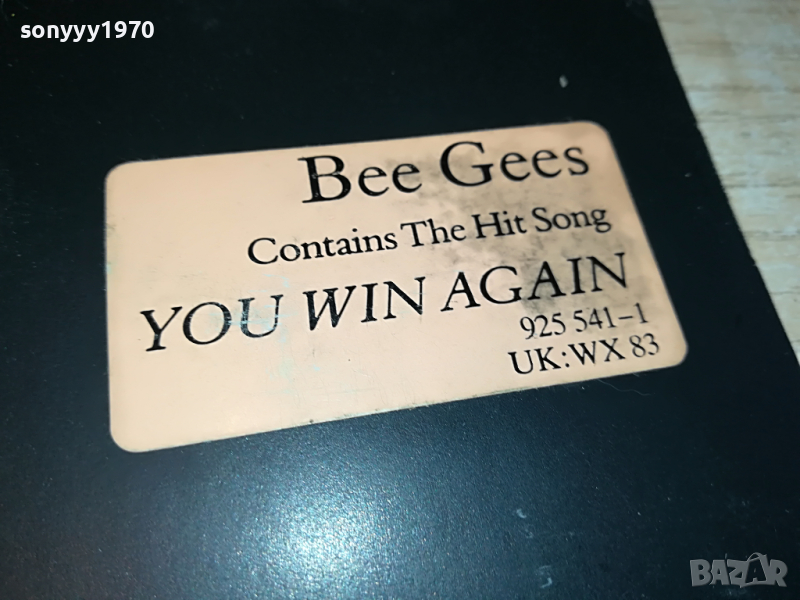 sonyyy1970
Bee Gees
Contains The Hit Song
YOU WIN AGAIN
925 541-1
UK:WX 83
BAZAR